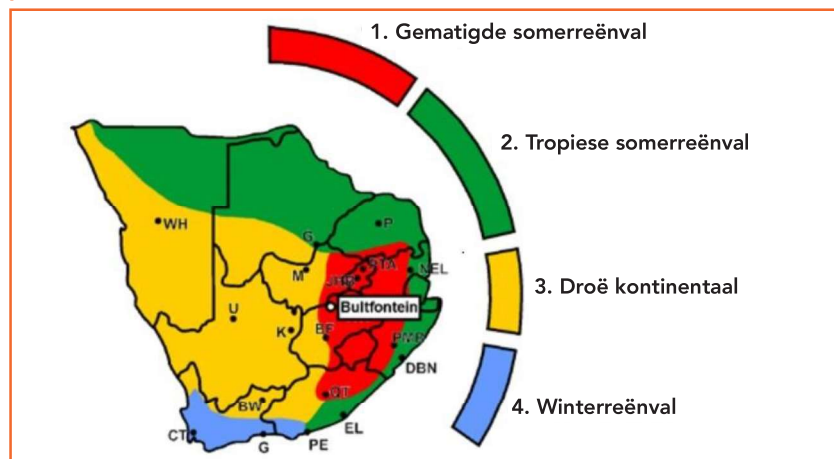 1. Gematigde somerreënval
2. Tropiese somerreënval
3. Droë kontinentaal
4. Winterreënval
WH
P
G
PTA
NEL
M
JHB
U
Bultfontein
K
BF
PMB
DBN
QT
BW
EL
CT
G
PE